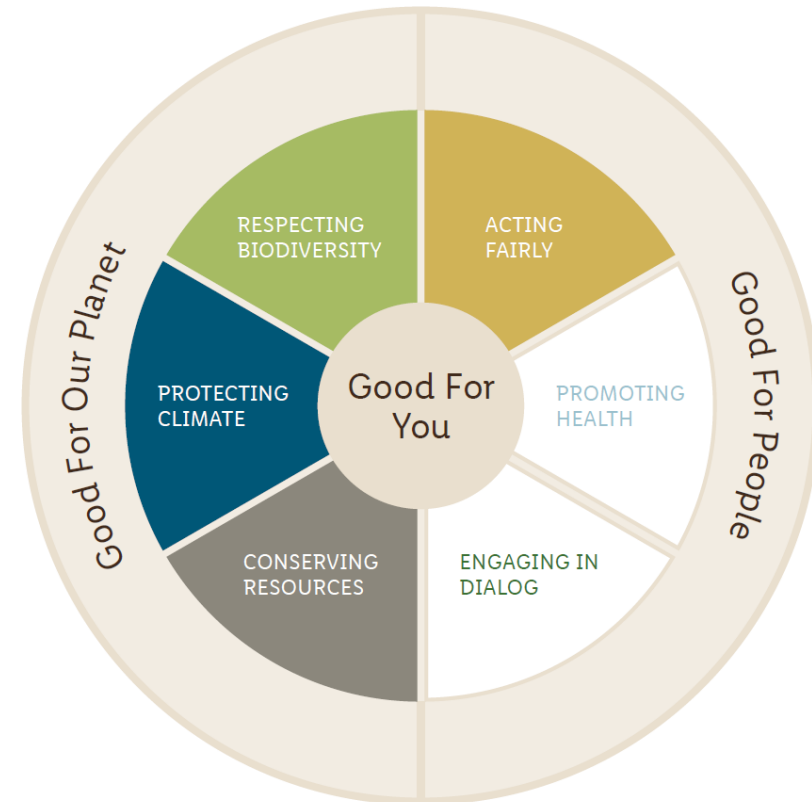 RESPECTING
BIODIVERSITY
ACTING
FAIRLY
Good For Our Planet
PROTECTING
CLIMATE
Good For
You
PROMOTING
HEALTH
Good For People
CONSERVING
RESOURCES
ENGAGING IN
DIALOG